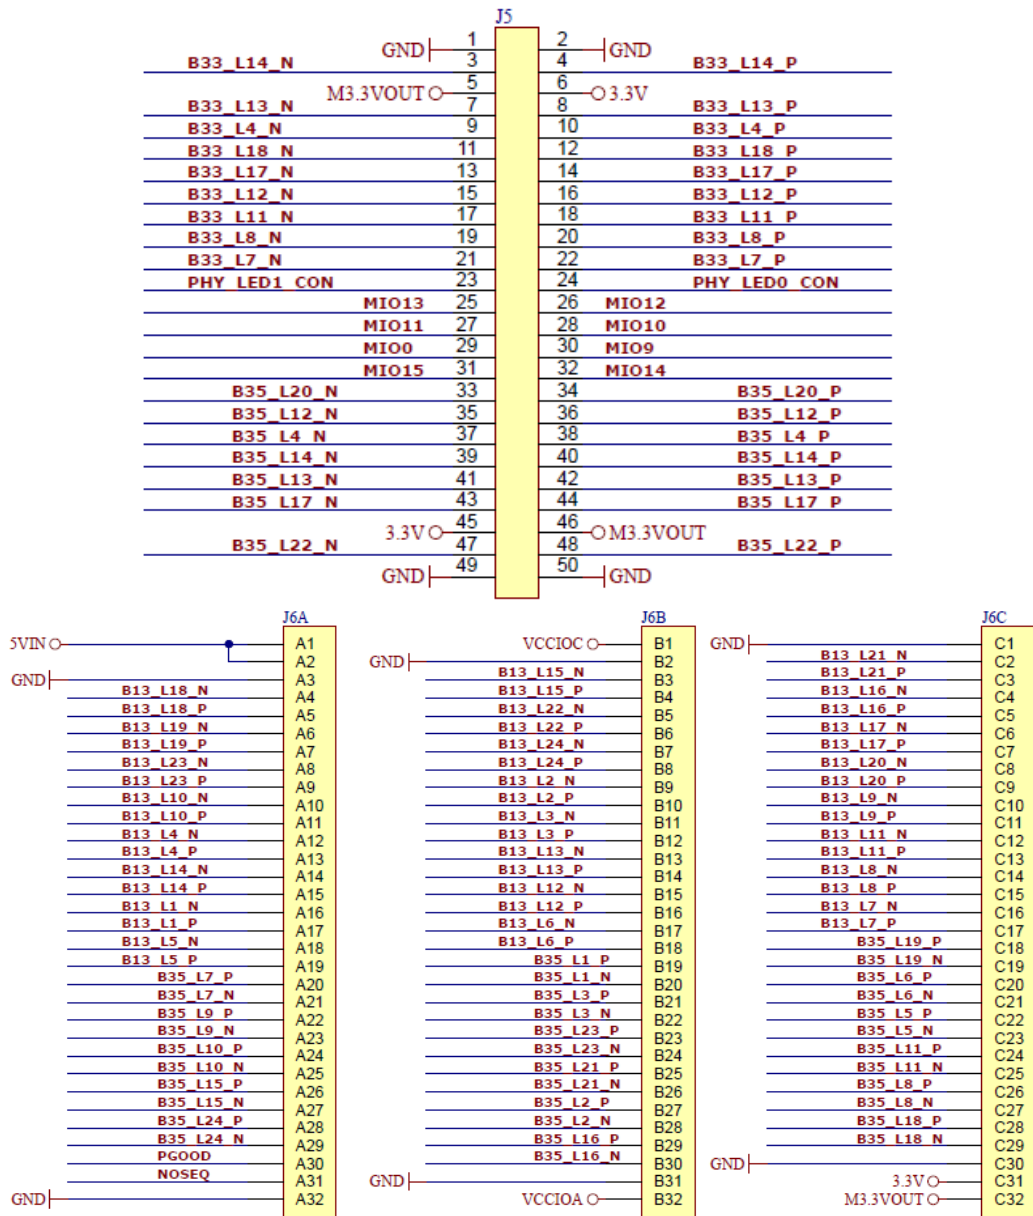 J5
GND 1 2 GND
B33_L14_N 3 4 B33_L14_P
M3.3VOUT 5 6 3.3V
B33_L13_N 7 8 B33_L13_P
B33_L4_N 9 10 B33_L4_P
B33_L18_N 11 12 B33_L18_P
B33_L17_N 13 14 B33_L17_P
B33_L12_N 15 16 B33_L12_P
B33_L11_N 17 18 B33_L11_P
B33_L8_N 19 20 B33_L8_P
B33_L7_N 21 22 B33_L7_P
PHY_LED1_CON 23 24 PHY_LED0_CON
MIO13 25 26 MIO12
MIO11 27 28 MIO10
MIO0 29 30 MIO9
MIO15 31 32 MIO14
B35_L20_N 33 34 B35_L20_P
B35_L12_N 35 36 B35_L12_P
B35_L4_N 37 38 B35_L4_P
B35_L14_N 39 40 B35_L14_P
B35_L13_N 41 42 B35_L13_P
B35_L17_N 43 44 B35_L17_P
3.3V 45 46 M3.3VOUT
B35_L22_N 47 48 B35_L22_P
GND 49 50 GND
J6A
5VIN A1
A2
GND A3
B13_L18_N A4
B13_L18_P A5
B13_L19_N A6
B13_L19_P A7
B13_L23_N A8
B13_L23_P A9
B13_L10_N A10
B13_L10_P A11
B13_L4_N A12
B13_L4_P A13
B13_L14_N A14
B13_L14_P A15
B13_L1_N A16
B13_L1_P A17
B13_L5_N A18
B13_L5_P A19
B35_L7_P A20
B35_L7_N A21
B35_L9_P A22
B35_L9_N A23
B35_L10_P A24
B35_L10_N A25
B35_L15_P A26
B35_L15_N A27
B35_L24_P A28
B35_L24_N A29
PGOOD A30
NOSEQ A31
GND A32
J6B
VCCIOC B1
GND B2
B13_L15_N B3
B13_L15_P B4
B13_L22_N B5
B13_L22_P B6
B13_L24_N B7
B13_L24_P B8
B13_L2_N B9
B13_L2_P B10
B13_L3_N B11
B13_L3_P B12
B13_L13_N B13
B13_L13_P B14
B13_L12_N B15
B13_L12_P B16
B13_L6_N B17
B13_L6_P B18
B35_L1_P B19
B35_L1_N B20
B35_L3_P B21
B35_L3_N B22
B35_L23_P B23
B35_L23_N B24
B35_L21_P B25
B35_L21_N B26
B35_L2_P B27
B35_L2_N B28
B35_L16_P B29
B35_L16_N B30
GND B31
VCCIOA B32
J6C
GND C1
B13_L21_N C2
B13_L21_P C3
B13_L16_N C4
B13_L16_P C5
B13_L17_N C6
B13_L17_P C7
B13_L20_N C8
B13_L20_P C9
B13_L9_N C10
B13_L9_P C11
B13_L11_N C12
B13_L11_P C13
B13_L8_N C14
B13_L8_P C15
B13_L7_N C16
B13_L7_P C17
B35_L19_P C18
B35_L19_N C19
B35_L6_P C20
B35_L6_N C21
B35_L5_P C22
B35_L5_N C23
B35_L11_P C24
B35_L11_N C25
B35_L8_P C26
B35_L8_N C27
B35_L18_P C28
B35_L18_N C29
GND C30
3.3V C31
M3.3VOUT C32